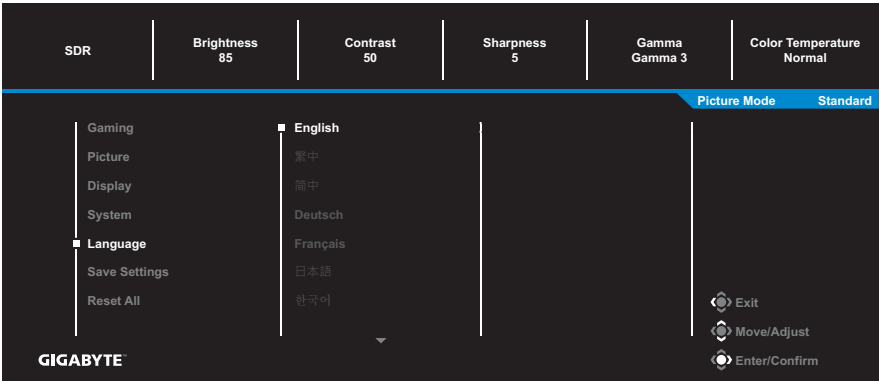 SDR
Brightness
85
Contrast
50
Sharpness
5
Gamma
Gamma 3
Color Temperature
Normal
Picture Mode Standard
Gaming
Picture
Display
System
Language
Save Settings
Reset All
English
繁中
简中
Deutsch
Français
日本語
한국어
Exit
Move/Adjust
Enter/Confirm
GIGABYTE™